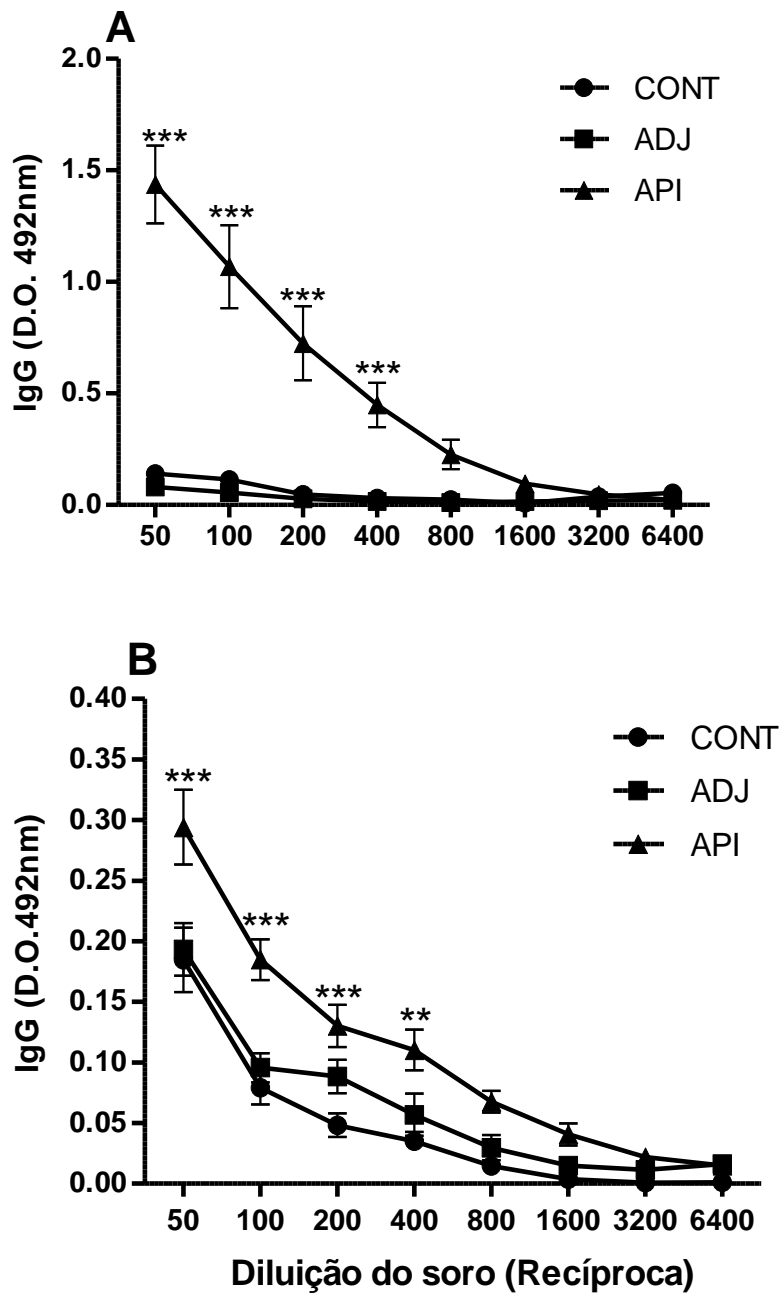 A
2.0
1.5
1.0
0.5
0.0
IgG (D.O. 492nm)
***
***
***
***
CONT
ADJ
API
50 100 200 400 800 1600 3200 6400
B
0.40
0.35
0.30
0.25
0.20
0.15
0.10
0.05
0.00
IgG (D.O.492nm)
***
***
***
**
CONT
ADJ
API
50 100 200 400 800 1600 3200 6400
Diluição do soro (Recíproca)